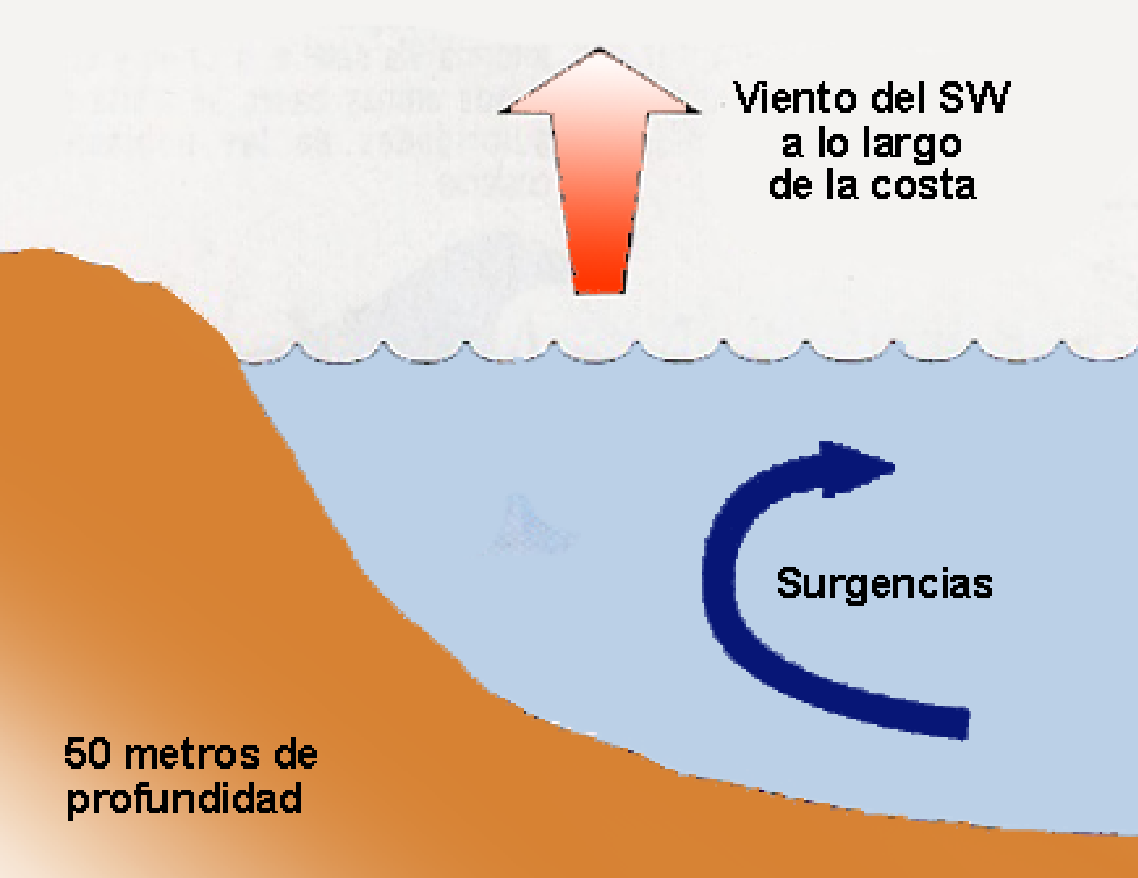 Viento del SW
a lo largo
de la costa
Surgencias
50 metros de
profundidad